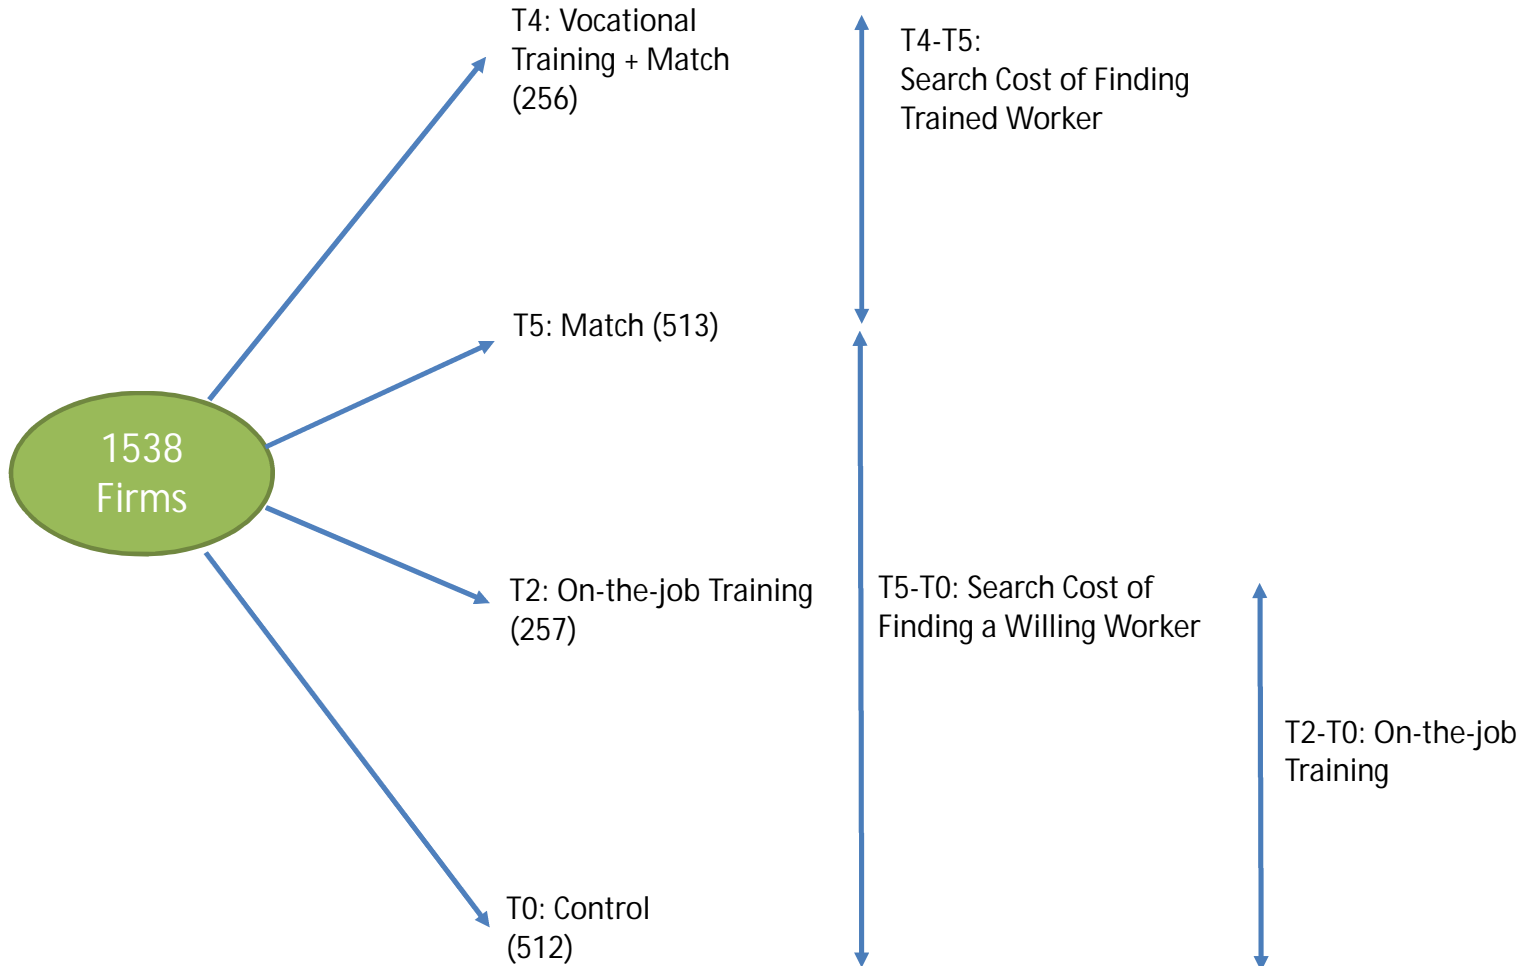 T4: Vocational
Training + Match
(256)
T4-T5:
Search Cost of Finding
Trained Worker
T5: Match (513)
1538
Firms
T2: On-the-job Training
(257)
T5-T0: Search Cost of
Finding a Willing Worker
T2-T0: On-the-job
Training
T0: Control
(512)